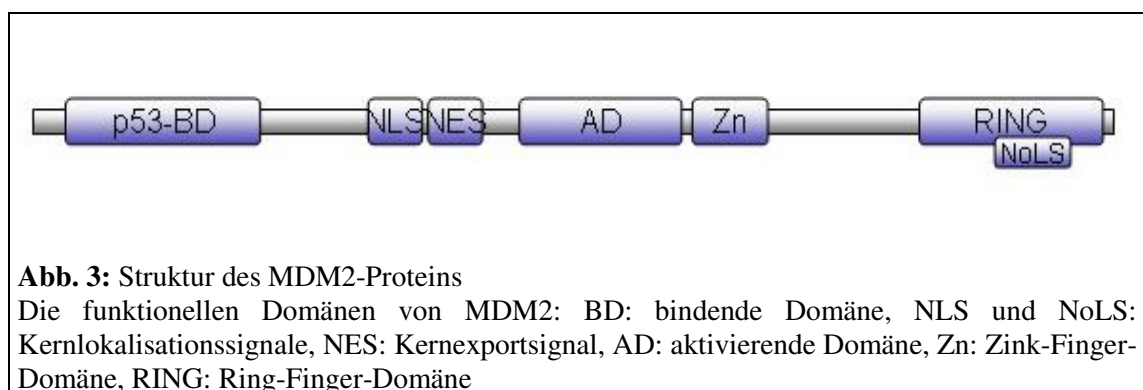 p53-BD NLS NES AD Zn RING
NoLS
Abb. 3: Struktur des MDM2-Proteins
Die funktionellen Domänen von MDM2: BD: bindende Domäne, NLS und NoLS:
Kernlokalisationssignale, NES: Kernexportsignal, AD: aktivierende Domäne, Zn: Zink-Finger-
Domäne, RING: Ring-Finger-Domäne